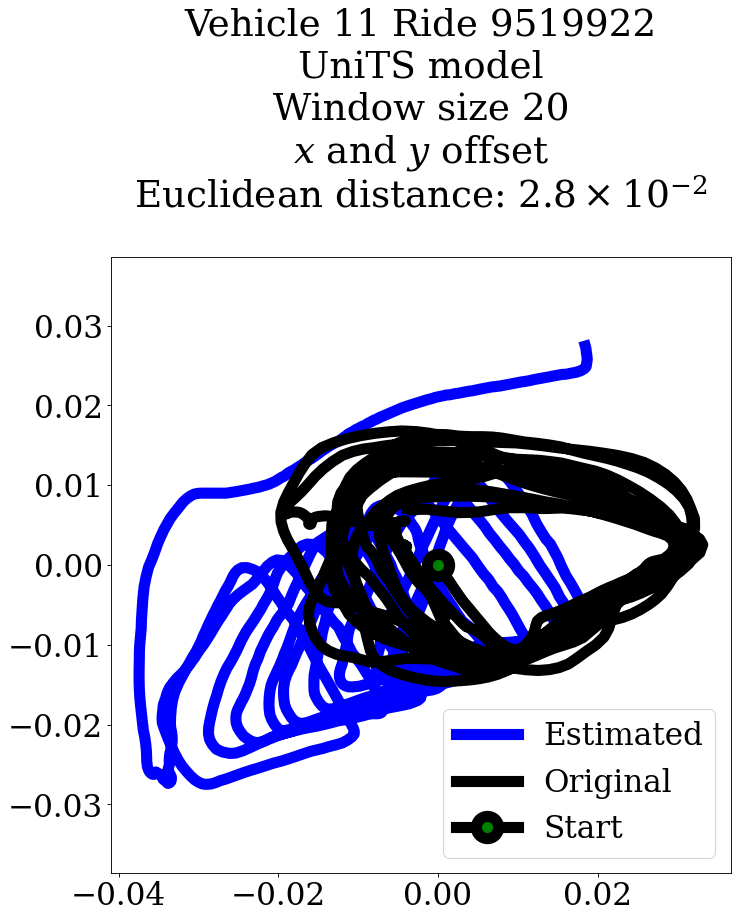 Vehicle 11 Ride 9519922
UniTS model
Window size 20
x and y offset
Euclidean distance: 2.8 × 10⁻²
0.03
0.02
0.01
0.00
−0.01
−0.02
−0.03
Estimated
Original
Start
−0.04
−0.02
0.00
0.02